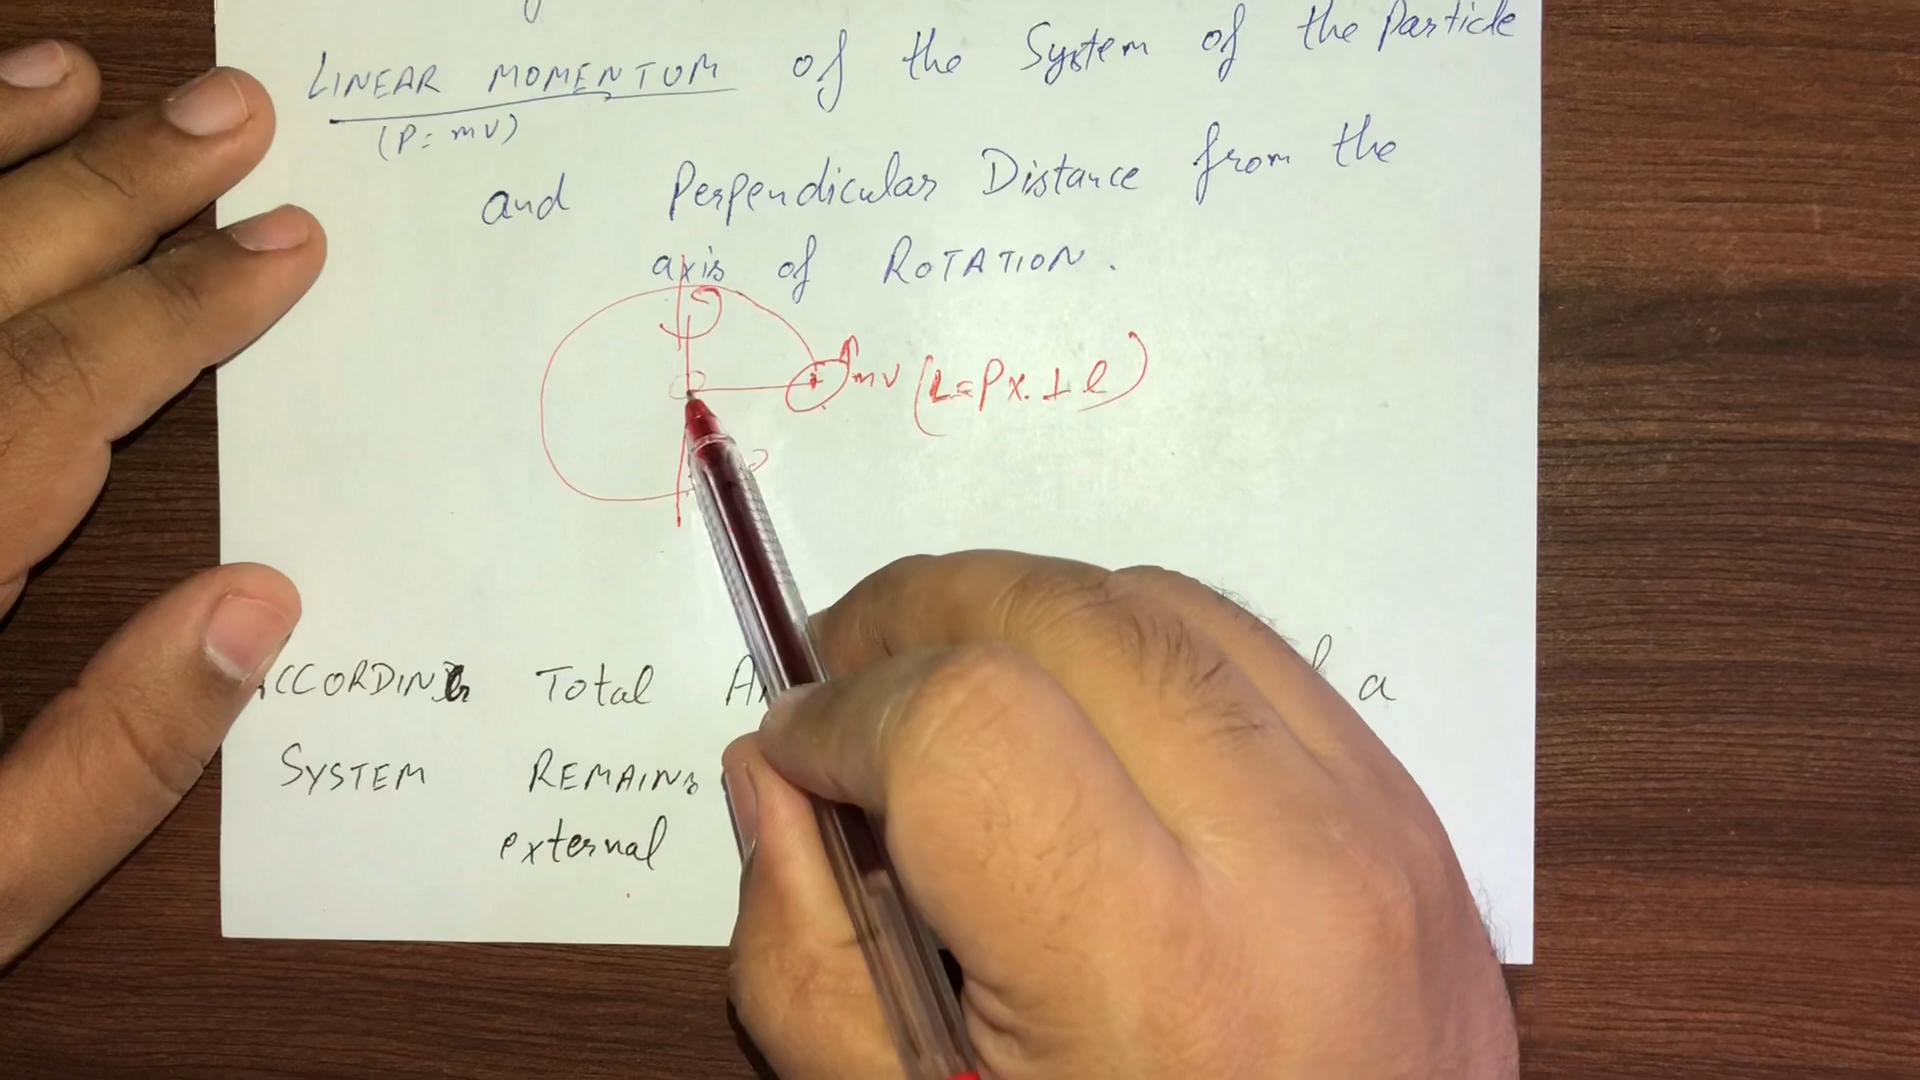 LINEAR MOMENTUM of the System of the Particle
(P = mv)
and Perpendicular Distance from the
axis of ROTATION.
mv (L = P x. ⊥ l)
ACCORDING Total a
SYSTEM REMAINS
external